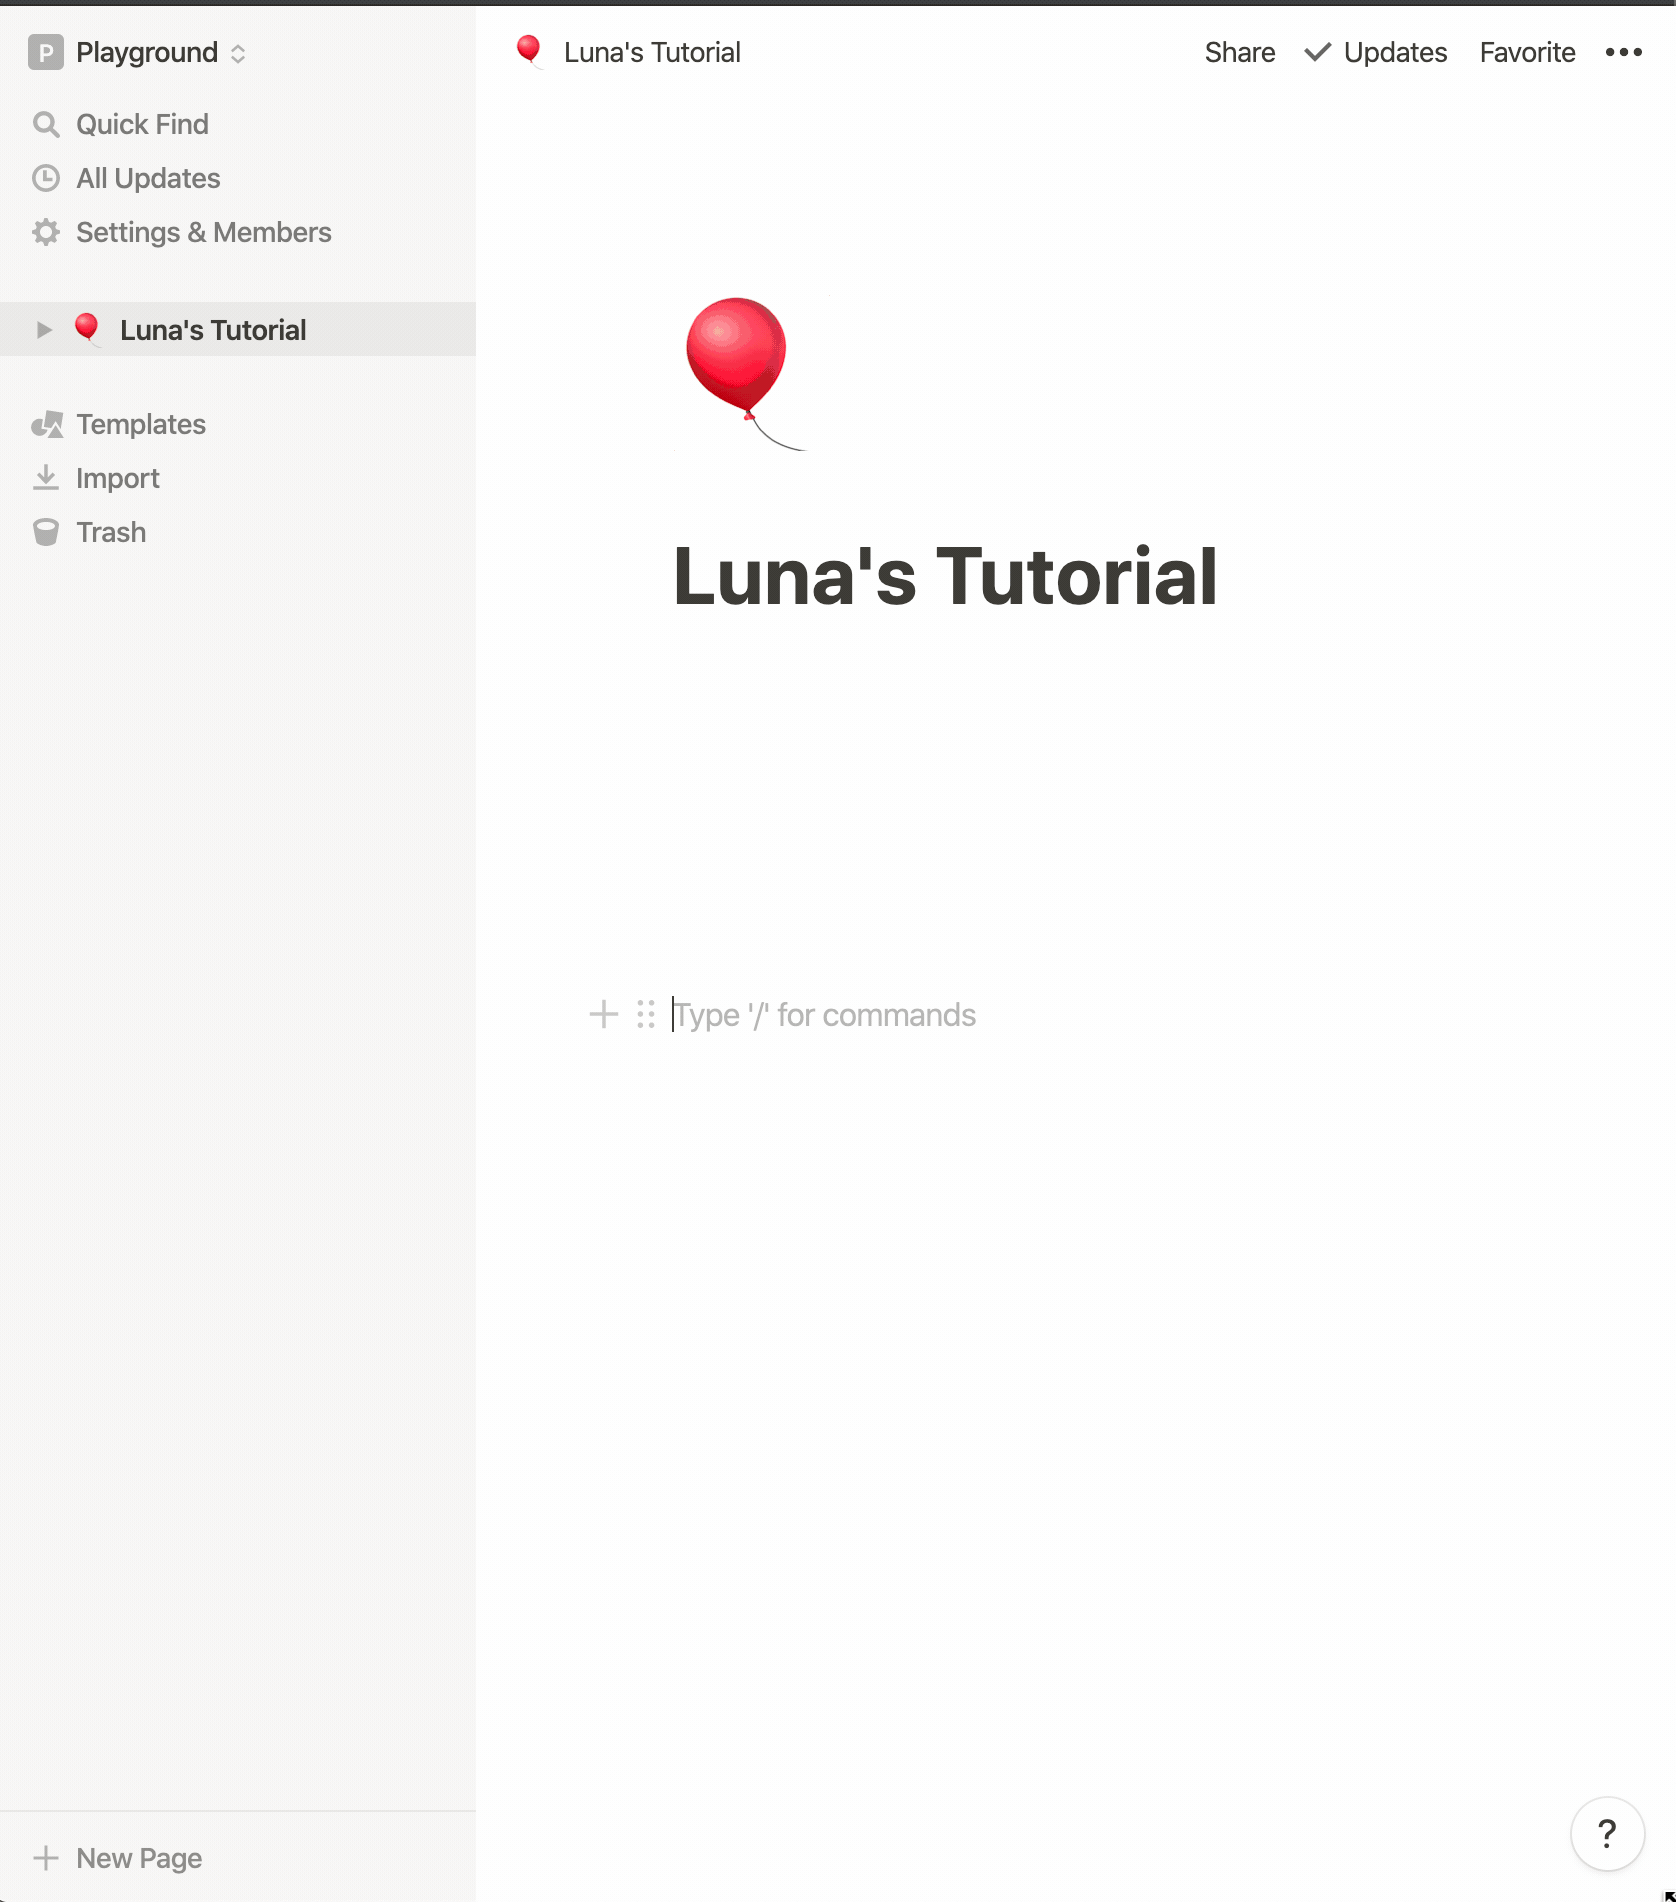 P Playground
Quick Find
All Updates
Settings & Members
Luna's Tutorial
Templates
Import
Trash
New Page
Luna's Tutorial
Share Updates Favorite
Luna's Tutorial
Type '/' for commands
?